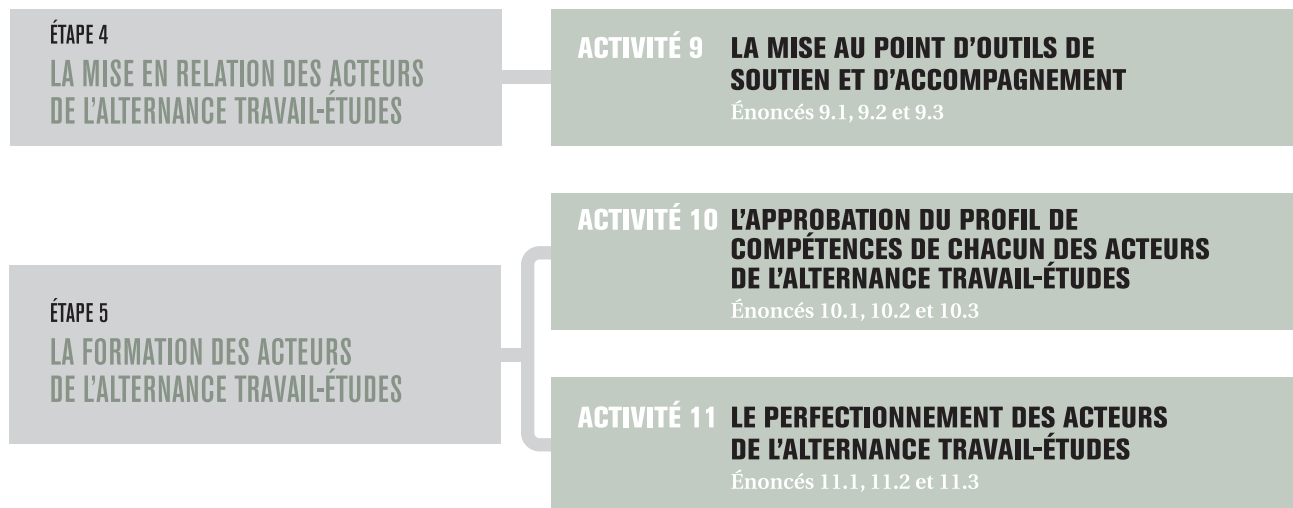 ÉTAPE 4
LA MISE EN RELATION DES ACTEURS
DE L'ALTERNANCE TRAVAIL-ÉTUDES
ACTIVITÉ 9 LA MISE AU POINT D'OUTILS DE
SOUTIEN ET D'ACCOMPAGNEMENT
Énoncés 9.1, 9.2 et 9.3
ÉTAPE 5
LA FORMATION DES ACTEURS
DE L'ALTERNANCE TRAVAIL-ÉTUDES
ACTIVITÉ 10 L'APPROBATION DU PROFIL DE
COMPÉTENCES DE CHACUN DES ACTEURS
DE L'ALTERNANCE TRAVAIL-ÉTUDES
Énoncés 10.1, 10.2 et 10.3
ACTIVITÉ 11 LE PERFECTIONNEMENT DES ACTEURS
DE L'ALTERNANCE TRAVAIL-ÉTUDES
Énoncés 11.1, 11.2 et 11.3